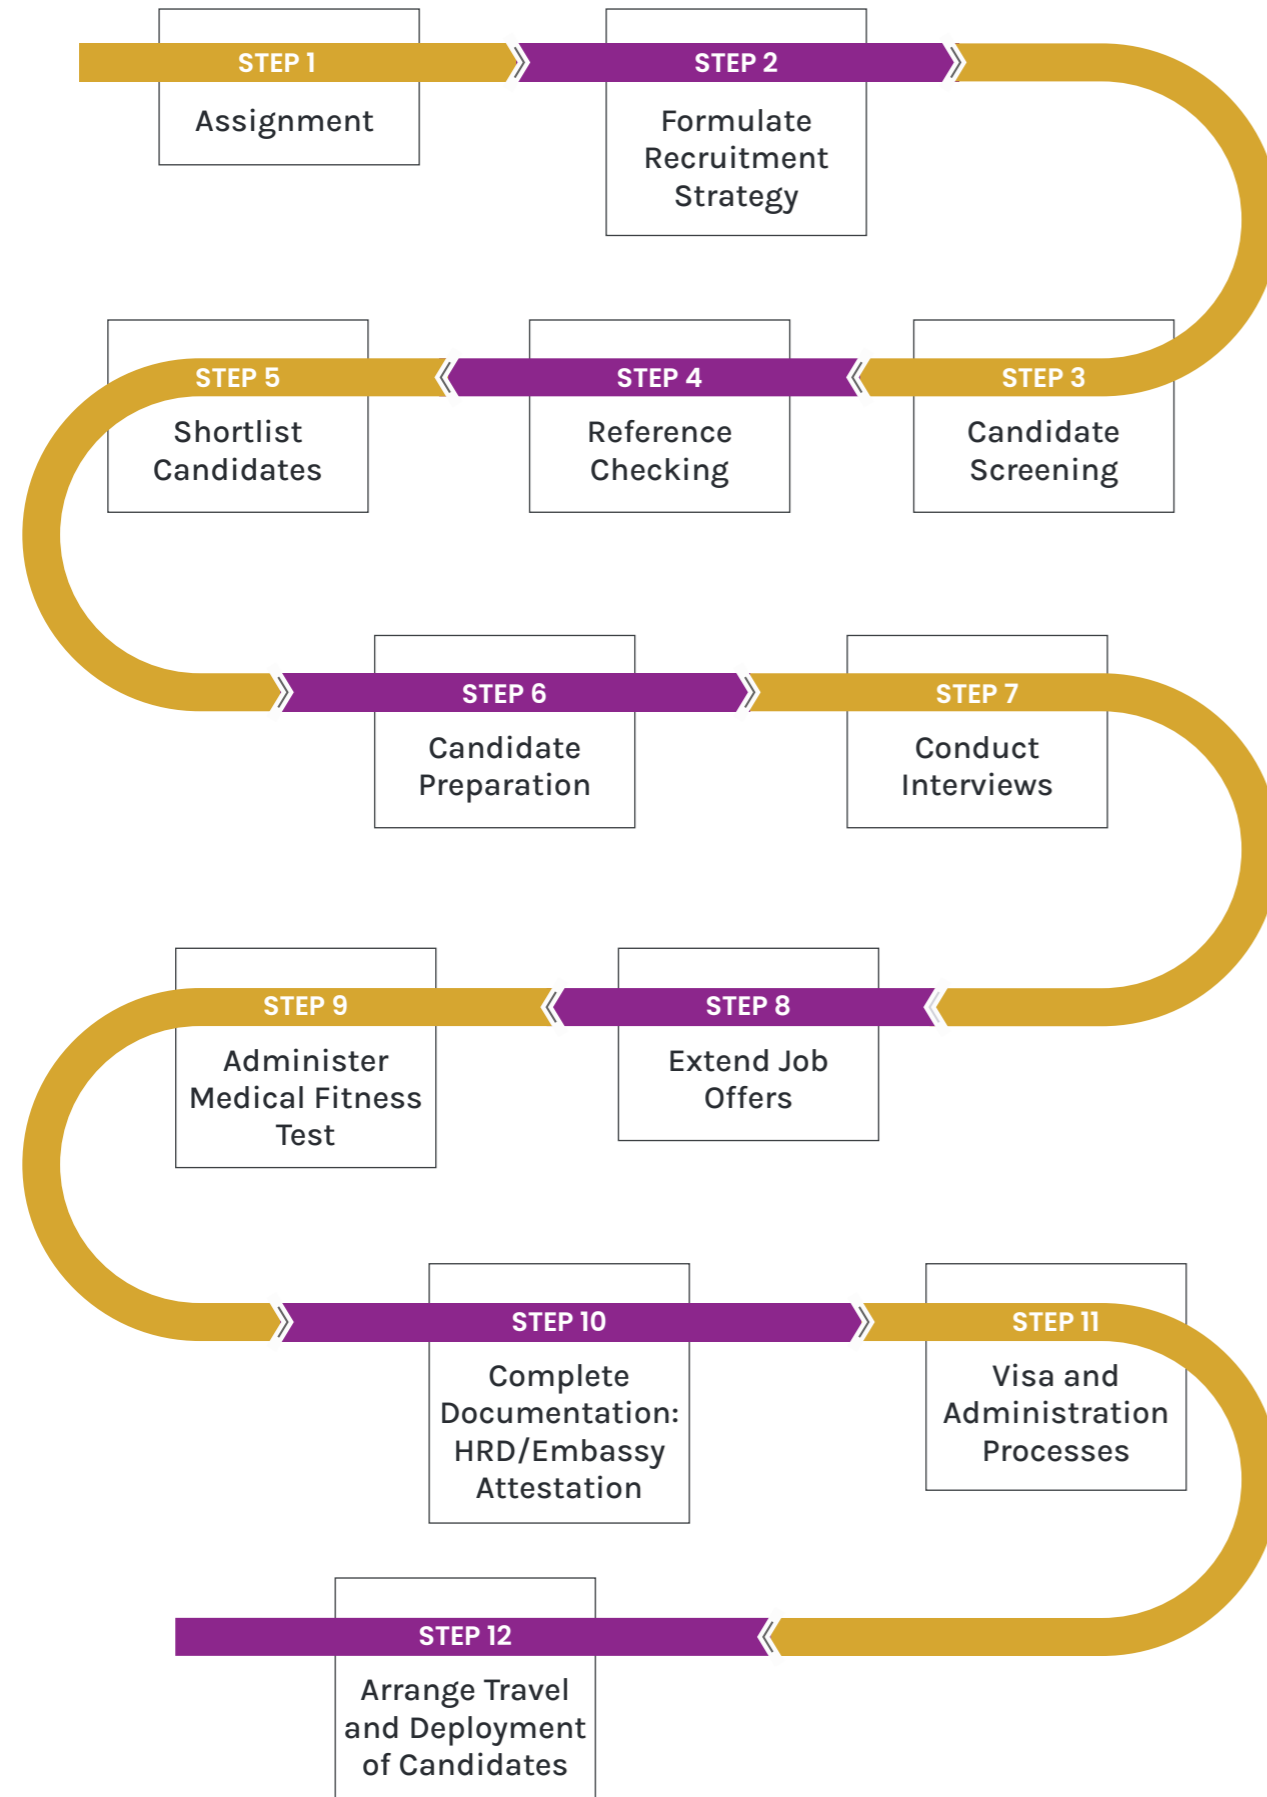 STEP 1
Assignment
STEP 2
Formulate
Recruitment
Strategy
STEP 3
Candidate
Screening
STEP 4
Reference
Checking
STEP 5
Shortlist
Candidates
STEP 6
Candidate
Preparation
STEP 7
Conduct
Interviews
STEP 8
Extend Job
Offers
STEP 9
Administer
Medical Fitness
Test
STEP 10
Complete
Documentation:
HRD/Embassy
Attestation
STEP 11
Visa and
Administration
Processes
STEP 12
Arrange Travel
and Deployment
of Candidates